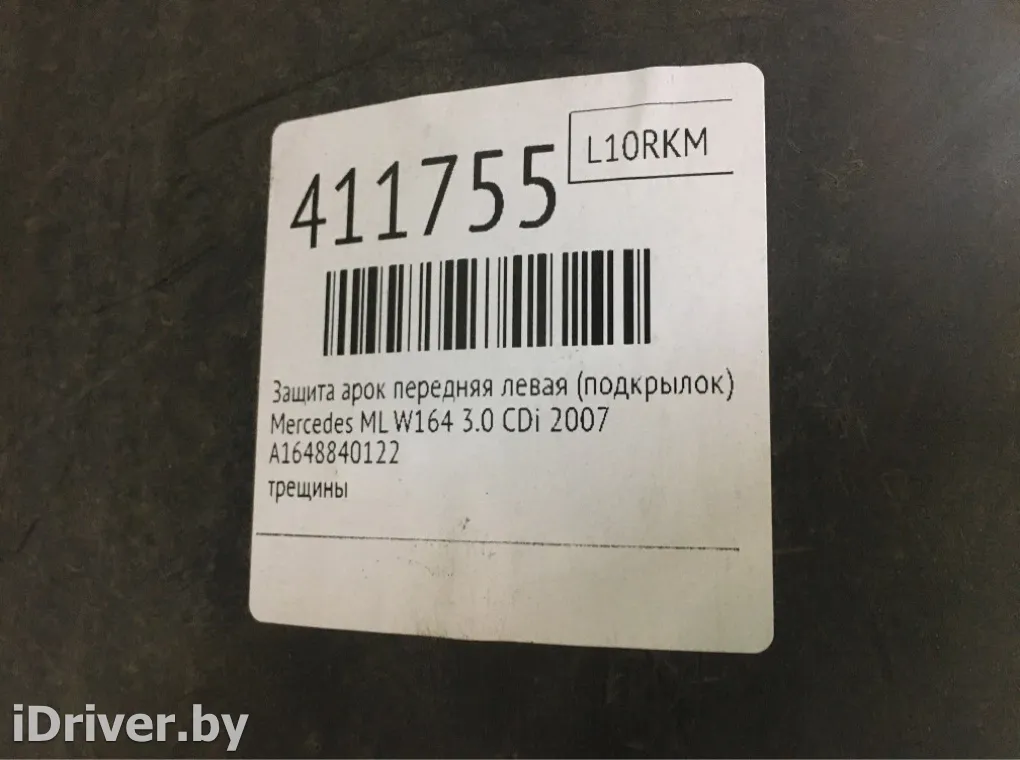 L10RKM
411755
Защита арок передняя левая (подкрылок)
Mercedes ML W164 3.0 CDi 2007
A1648840122
трещины
iDriver.by